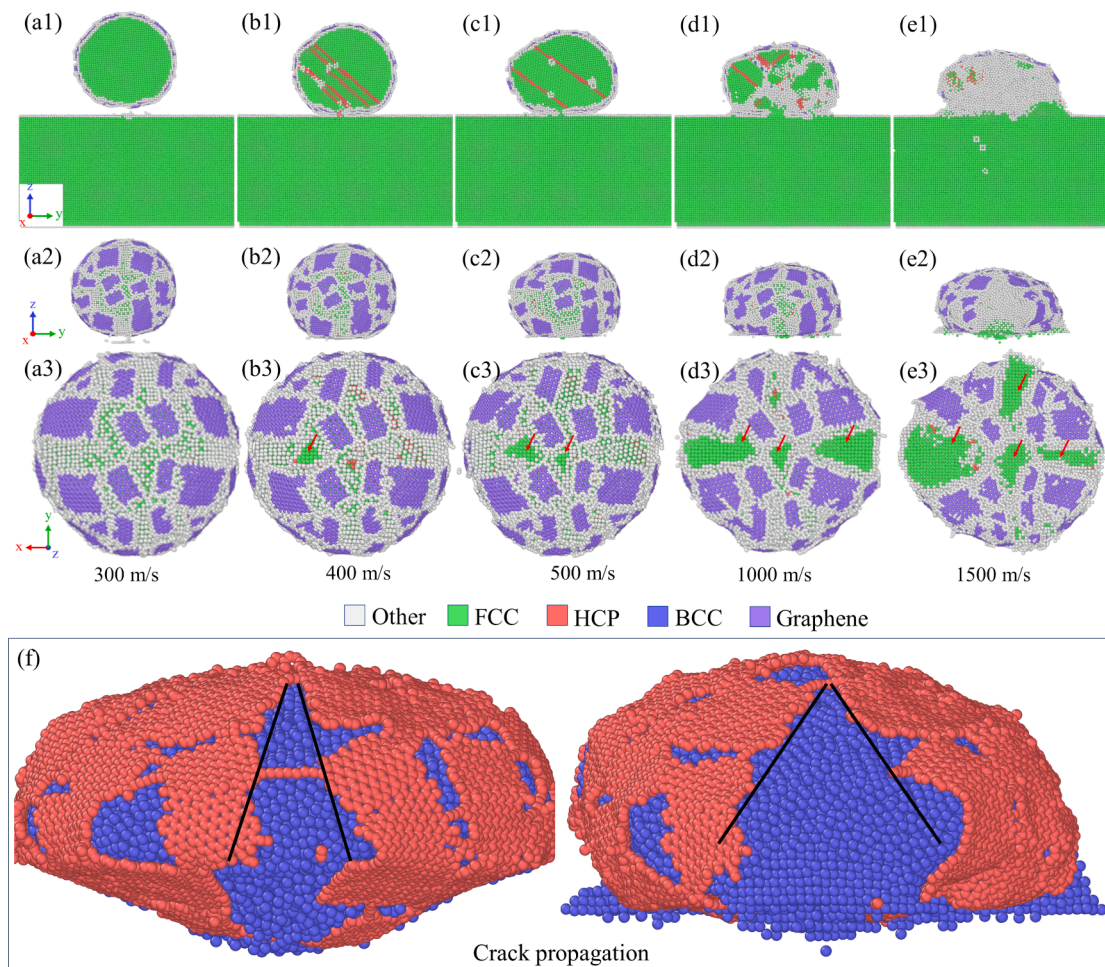 (a1) (b1) (c1) (d1) (e1)
z
x y
(a2) (b2) (c2) (d2) (e2)
z
x y
(a3) (b3) (c3) (d3) (e3)
y
x z
300 m/s 400 m/s 500 m/s 1000 m/s 1500 m/s
Other FCC HCP BCC Graphene
(f)
Crack propagation